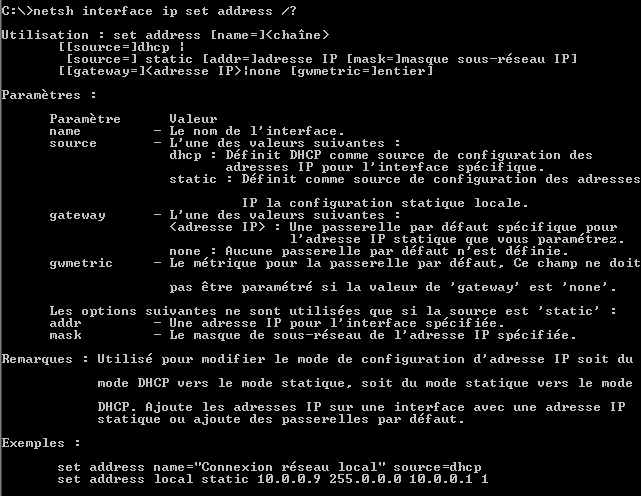 C:\>netsh interface ip set address /?
Utilisation : set address [name=]<chaîne>
[[source=]dhcp ¦
[source=] static [addr=]adresse IP [mask=]masque sous-réseau IP]
[[gateway=]<adresse IP>¦none [gwmetric=]entier]
Paramètres :
Paramètre Valeur
name - Le nom de l'interface.
source - L'une des valeurs suivantes :
dhcp : Définit DHCP comme source de configuration des
adresses IP pour l'interface spécifique.
static : Définit comme source de configuration des adresses
IP la configuration statique locale.
gateway - L'une des valeurs suivantes :
<adresse IP> : Une passerelle par défaut spécifique pour
l'adresse IP statique que vous paramétrez.
none : Aucune passerelle par défaut n'est définie.
gwmetric - Le métrique pour la passerelle par défaut, Ce champ ne doit
pas être paramétré si la valeur de 'gateway' est 'none'.
Les options suivantes ne sont utilisées que si la source est 'static' :
addr - Une adresse IP pour l'interface spécifiée.
mask - Le masque de sous-réseau de l'adresse IP spécifiée.
Remarques : Utilisé pour modifier le mode de configuration d'adresse IP soit du
mode DHCP vers le mode statique, soit du mode statique vers le mode
DHCP. Ajoute les adresses IP sur une interface avec une adresse IP
statique ou ajoute des passerelles par défaut.
Exemples :
set address name="Connexion réseau local" source=dhcp
set address local static 10.0.0.9 255.0.0.0 10.0.0.1 1